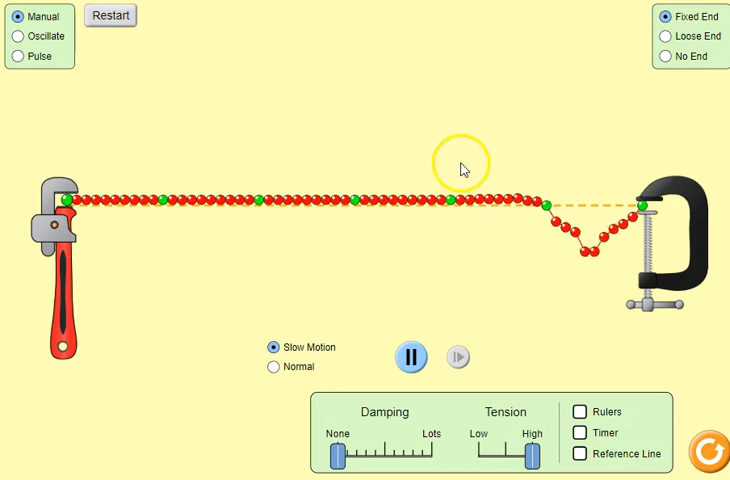 Manual
Oscillate
Pulse
Restart
Fixed End
Loose End
No End
Slow Motion
Normal
Damping
None
Lots
Tension
Low
High
Rulers
Timer
Reference Line